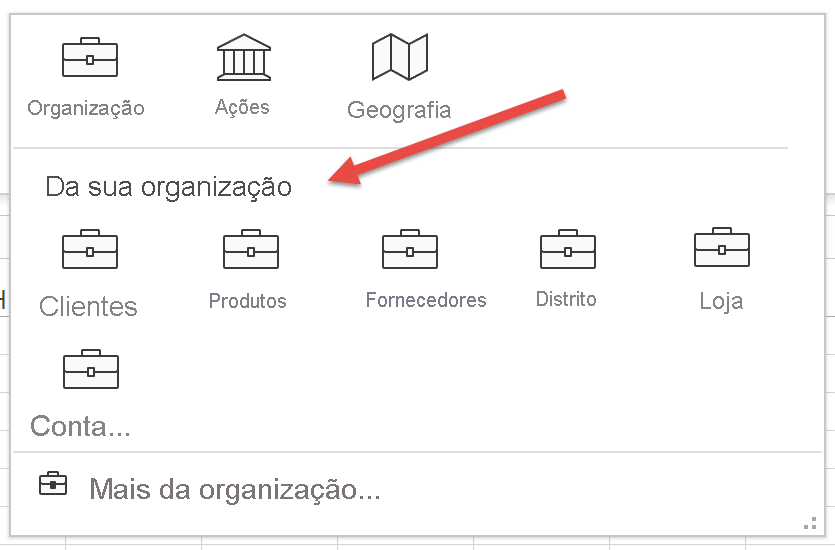 Organização Ações Geografia
Da sua organização
Clientes Produtos Fornecedores Distrito Loja
Conta...
Mais da organização...